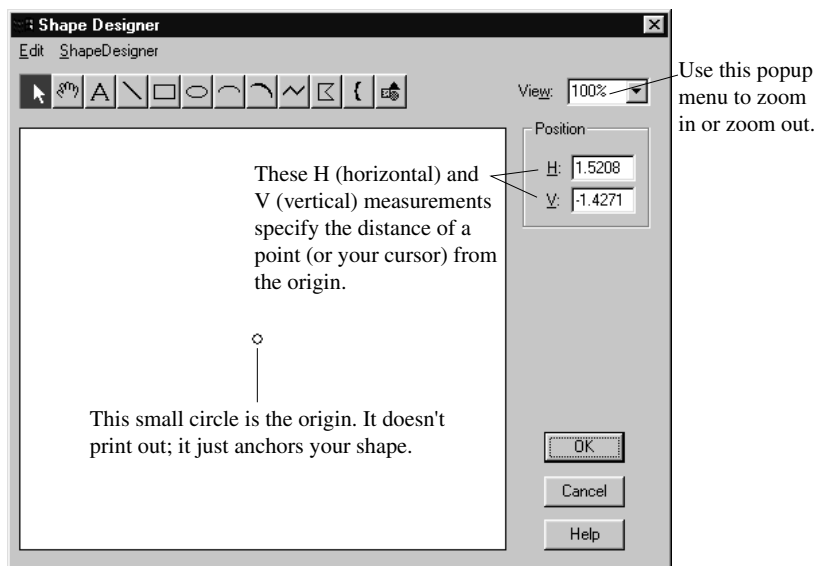 Shape Designer
Edit ShapeDesigner
A
View: 100%
Use this popup
menu to zoom
in or zoom out.
Position
H: 1.5208
V: -1.4271
These H (horizontal) and
V (vertical) measurements
specify the distance of a
point (or your cursor) from
the origin.
This small circle is the origin. It doesn't
print out; it just anchors your shape.
OK
Cancel
Help